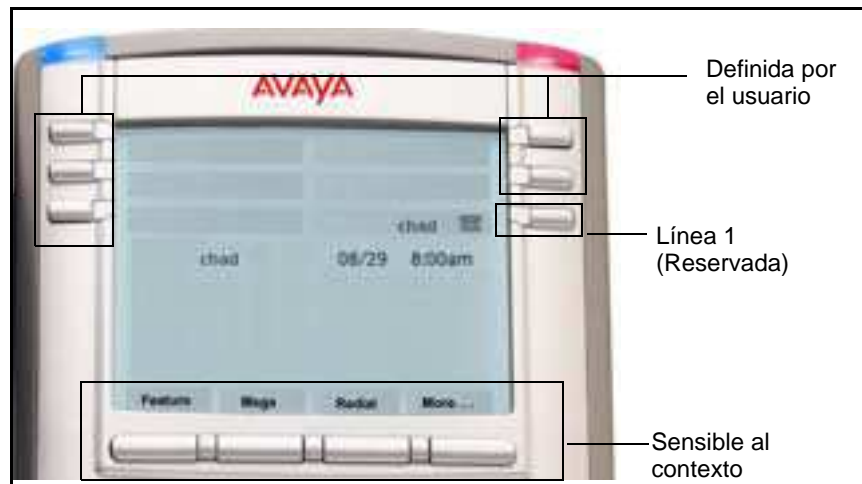 AVAYA
Definida por
el usuario
chad
Línea 1
(Reservada)
chad 08/29 8:00am
Feature Msgs Redial More ...
Sensible al
contexto